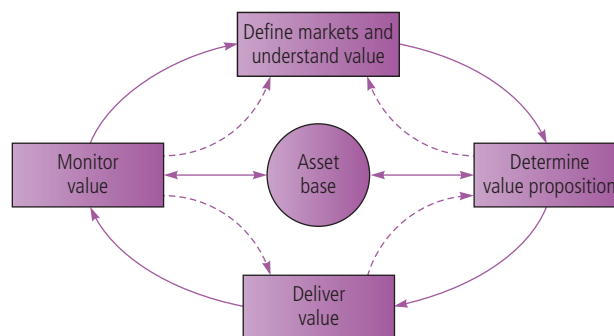 Define markets and
understand value
Monitor
value
Asset
base
Determine
value proposition
Deliver
value